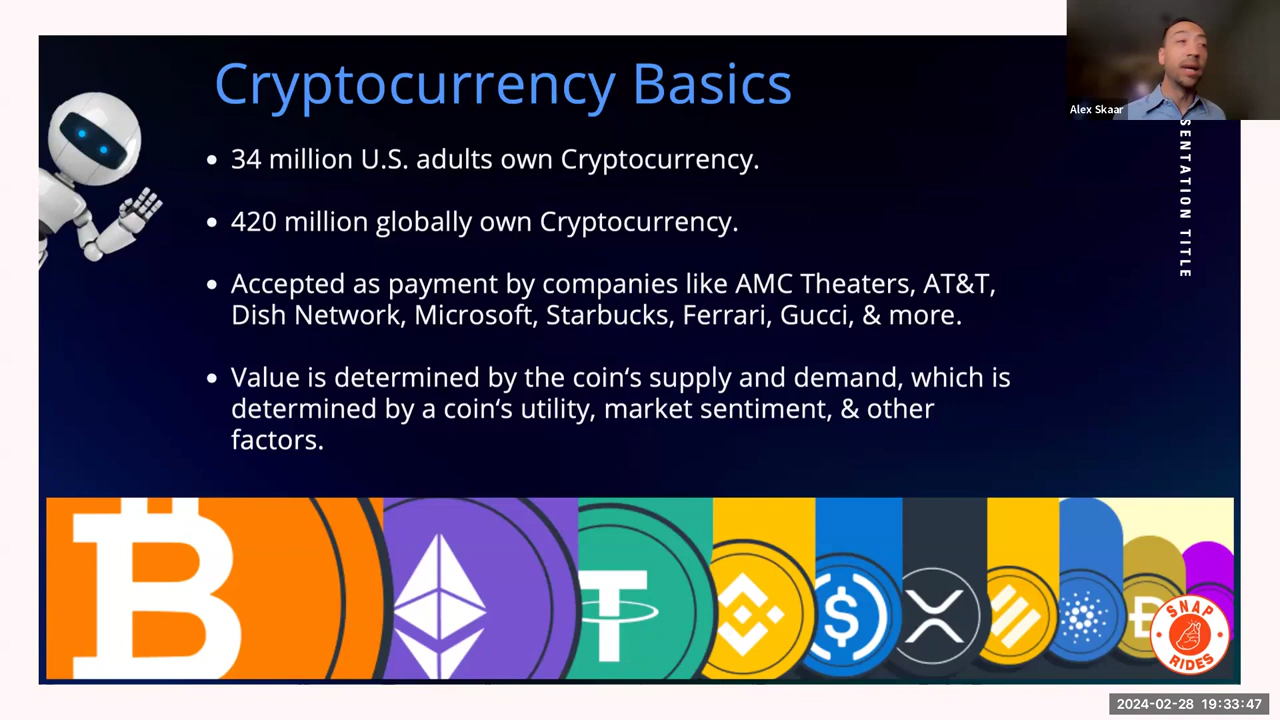 Cryptocurrency Basics
Alex Skaar
• 34 million U.S. adults own Cryptocurrency.
• 420 million globally own Cryptocurrency.
• Accepted as payment by companies like AMC Theaters, AT&T,
Dish Network, Microsoft, Starbucks, Ferrari, Gucci, & more.
• Value is determined by the coin‘s supply and demand, which is
determined by a coin‘s utility, market sentiment, & other
factors.
SENTATION TITLE
SNAP
RIDES
2024-02-28 19:33:47